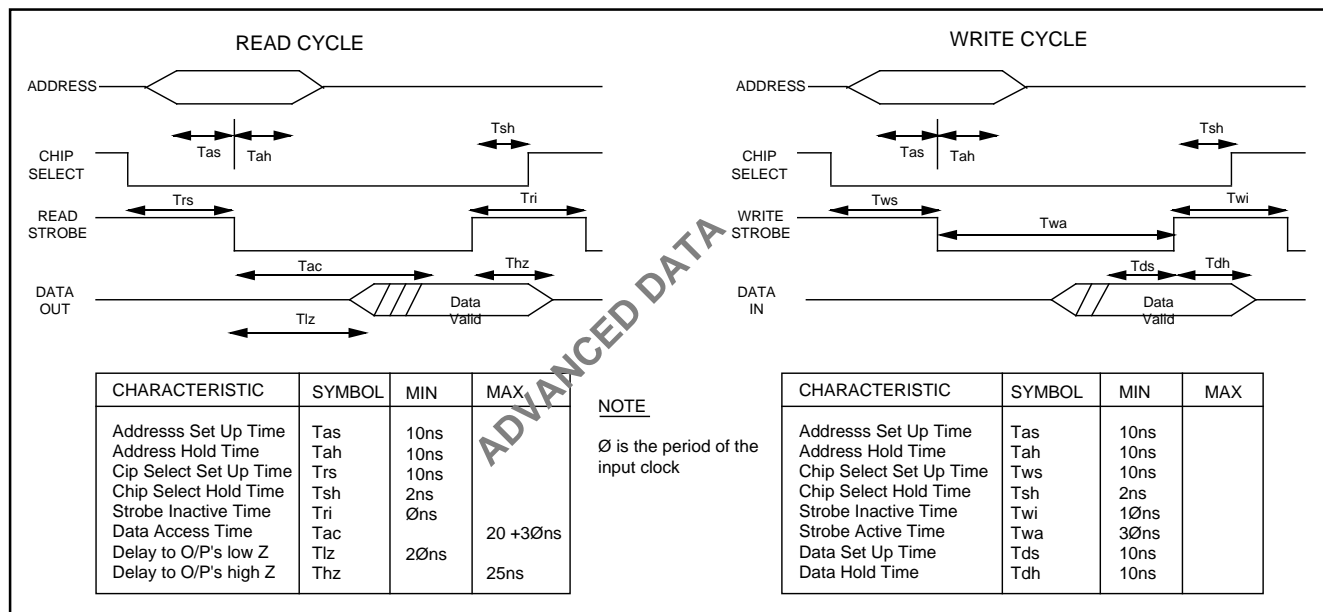 READ CYCLE
ADDRESS
Tas
Tah
Tsh
CHIP
SELECT
Trs
Tri
READ
STROBE
Tac
Thz
DATA
OUT
Data
Valid
Tlz
WRITE CYCLE
ADDRESS
Tas
Tah
Tsh
CHIP
SELECT
Tws
Twa
Twi
WRITE
STROBE
Tds
Tdh
DATA
IN
Data
Valid
ADVANCED DATA
CHARACTERISTIC SYMBOL MIN MAX
Addresss Set Up Time Tas 10ns
Address Hold Time Tah 10ns
Cip Select Set Up Time Trs 10ns
Chip Select Hold Time Tsh 2ns
Strobe Inactive Time Tri Øns
Data Access Time Tac 20 +3Øns
Delay to O/P's low Z Tlz 2Øns
Delay to O/P's high Z Thz 25ns
NOTE
Ø is the period of the
input clock
CHARACTERISTIC SYMBOL MIN MAX
Addresss Set Up Time Tas 10ns
Address Hold Time Tah 10ns
Chip Select Set Up Time Tws 10ns
Chip Select Hold Time Tsh 2ns
Strobe Inactive Time Twi 1Øns
Strobe Active Time Twa 3Øns
Data Set Up Time Tds 10ns
Data Hold Time Tdh 10ns